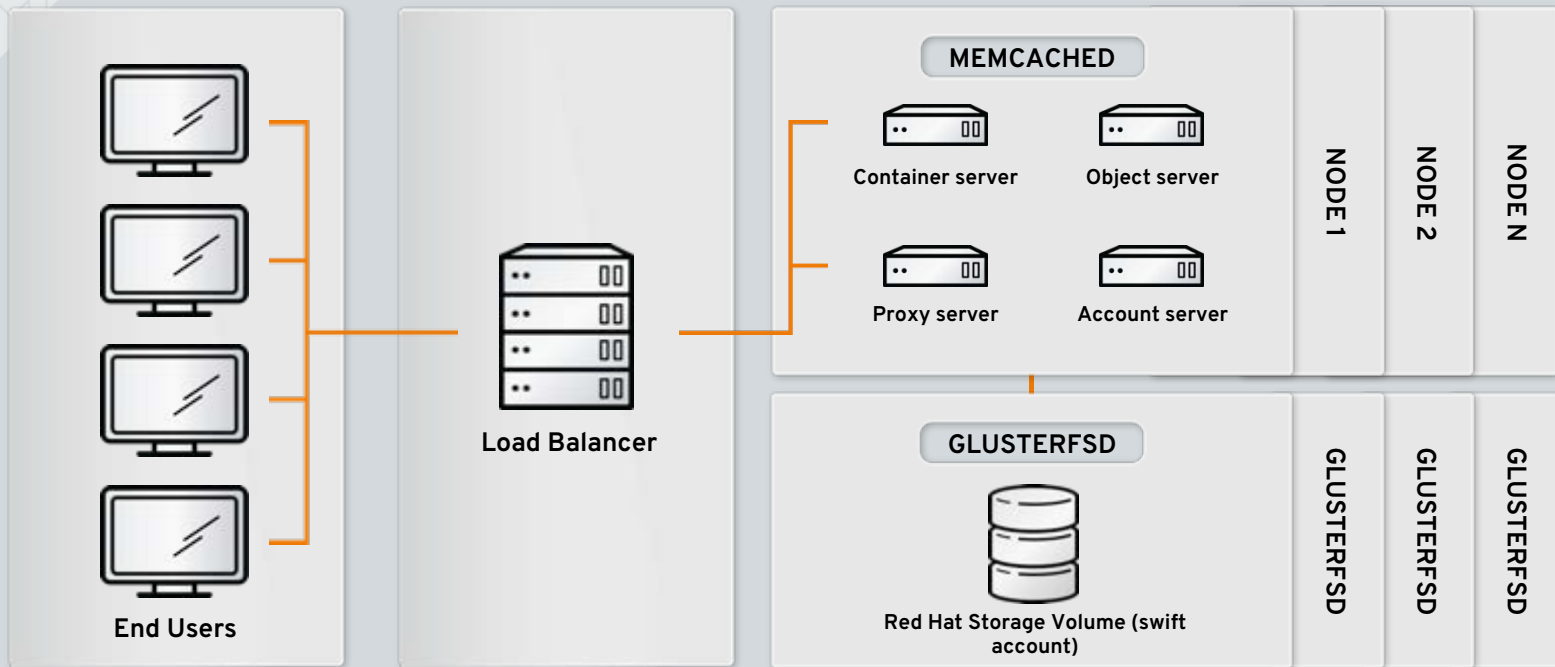 End Users
Load Balancer
MEMCACHED
Container server
Object server
Proxy server
Account server
NODE 1
NODE 2
NODE N
GLUSTERFSD
Red Hat Storage Volume (swift
account)
GLUSTERFSD
GLUSTERFSD
GLUSTERFSD